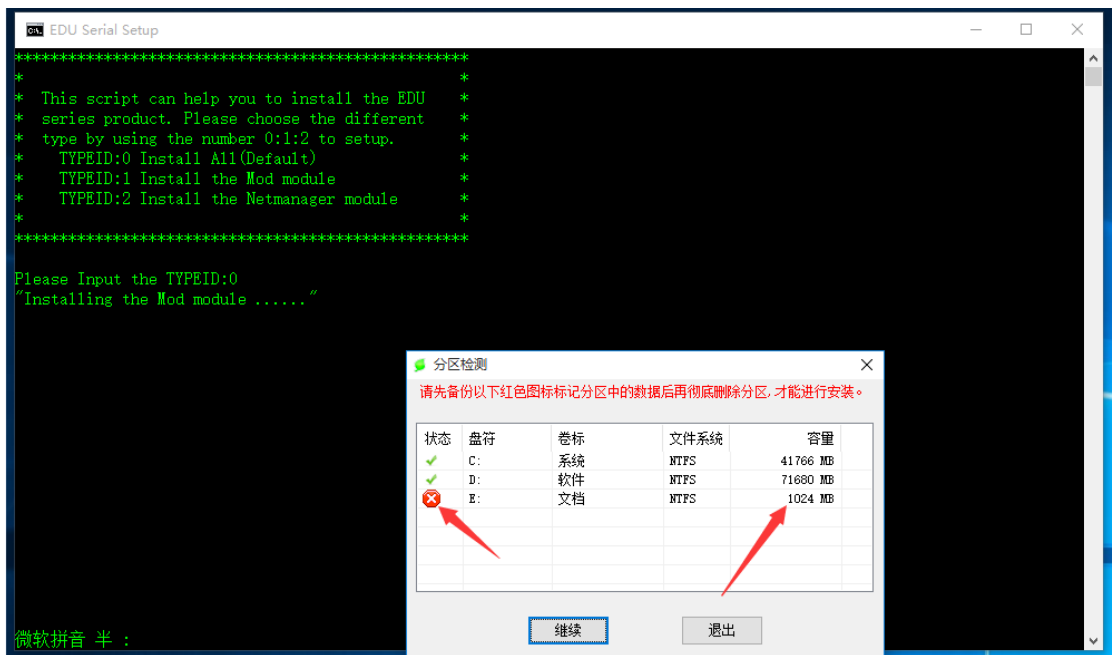 EDU Serial Setup
****************************************************
* *
* This script can help you to install the EDU *
* series product. Please choose the different *
* type by using the number 0:1:2 to setup. *
* TYPEID:0 Install All(Default) *
* TYPEID:1 Install the Mod module *
* TYPEID:2 Install the Netmanager module *
* *
****************************************************
Please Input the TYPEID:0
"Installing the Mod module ......"
分区检测
请先备份以下红色图标标记分区中的数据后再彻底删除分区,才能进行安装。
状态 盘符 卷标 文件系统 容量
C: 系统 NTFS 41766 MB
D: 软件 NTFS 71680 MB
E: 文档 NTFS 1024 MB
继续 退出
微软拼音 半 :